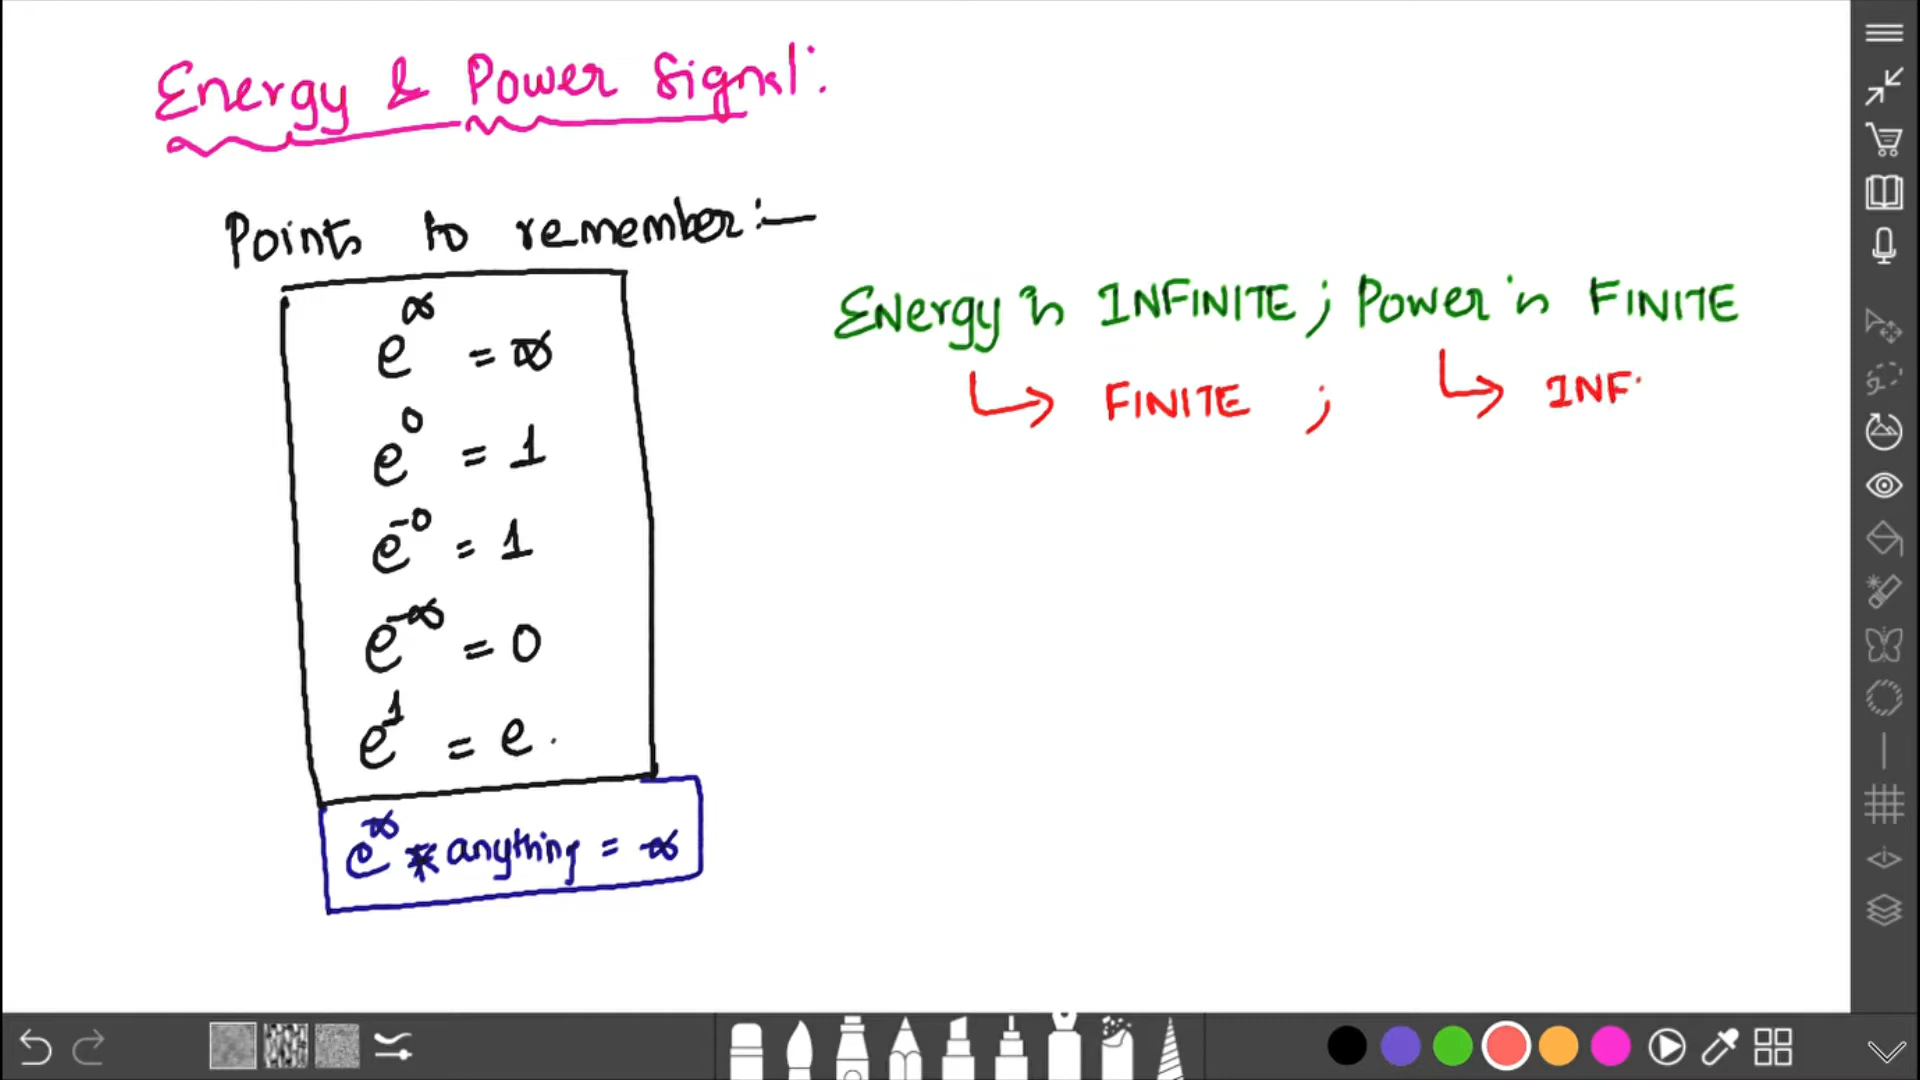 Energy & Power Signal:
Points to remember:—
e^∞ = ∞
e^0 = 1
e^-0 = 1
e^-∞ = 0
e^1 = e.
e^∞ * anything = ∞
Energy is INFINITE; Power is FINITE
↳ FINITE ; ↳ INF.